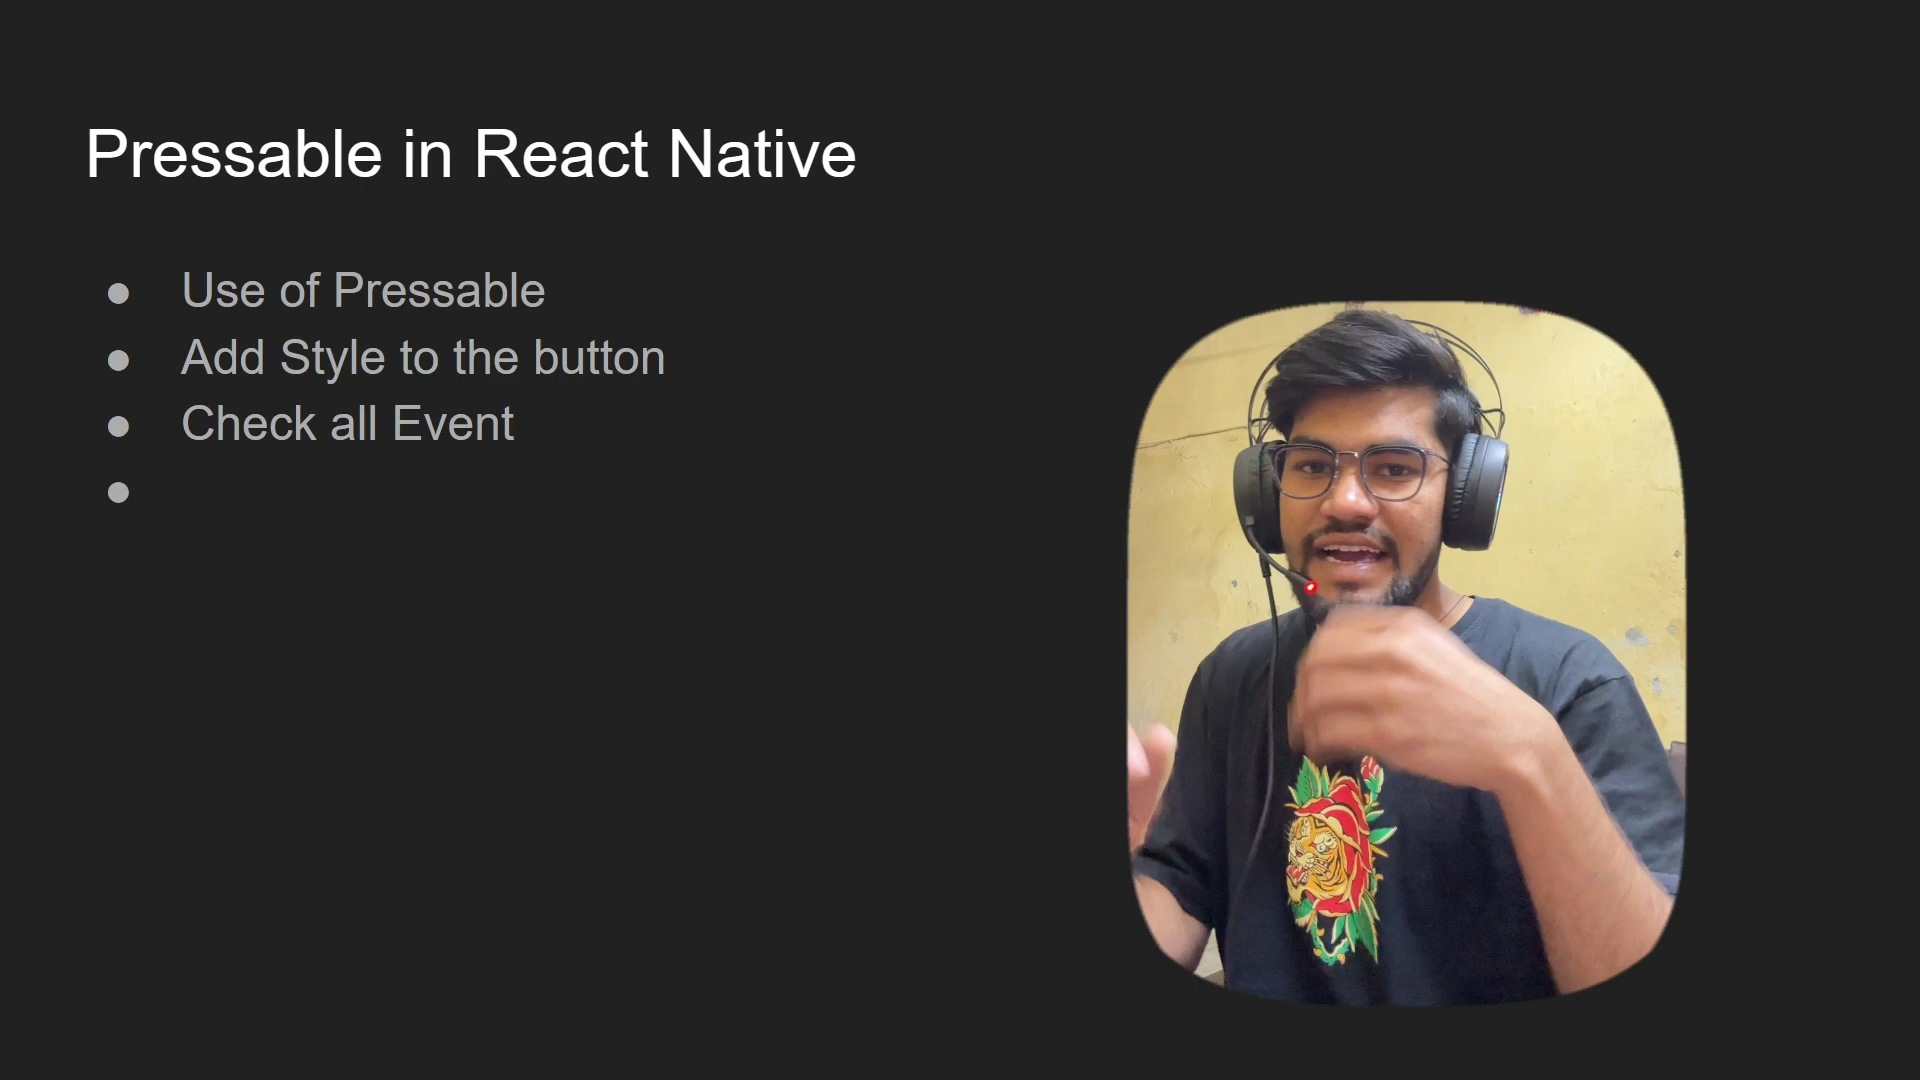 Pressable in React Native
● Use of Pressable
● Add Style to the button
● Check all Event
●